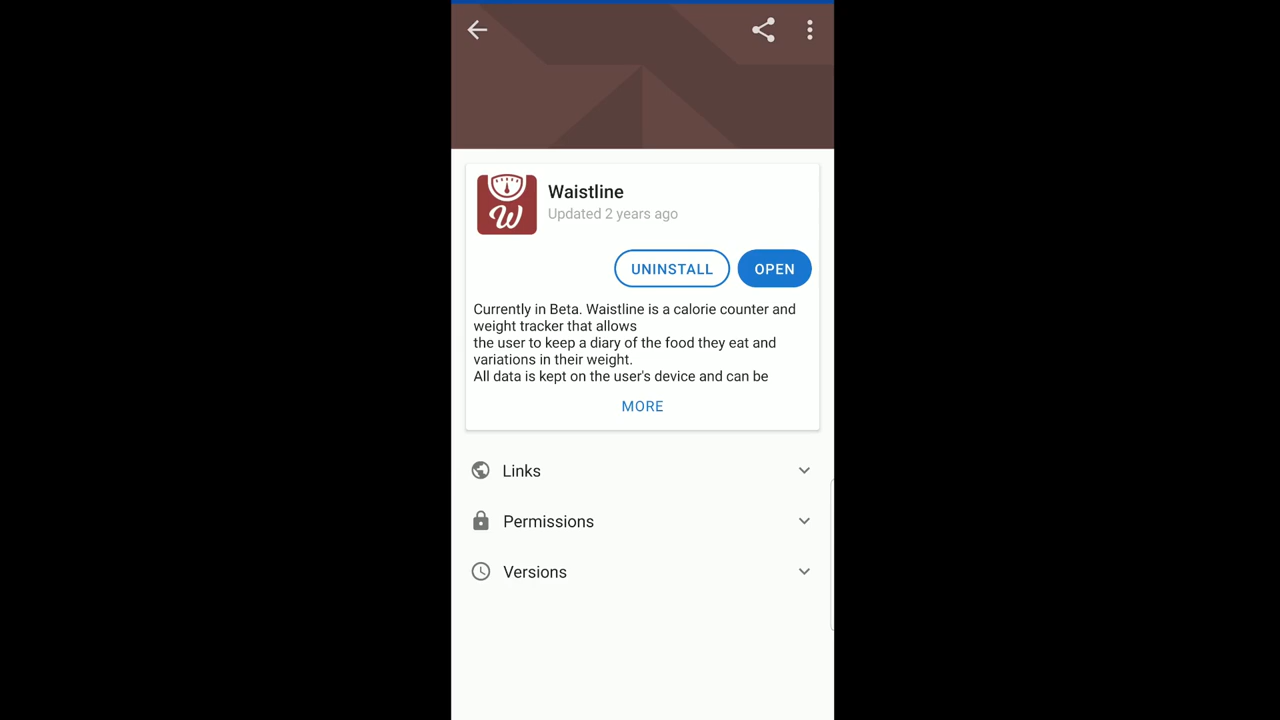 Waistline
Updated 2 years ago
W
UNINSTALL
OPEN
Currently in Beta. Waistline is a calorie counter and
weight tracker that allows
the user to keep a diary of the food they eat and
variations in their weight.
All data is kept on the user's device and can be
MORE
Links
Permissions
Versions